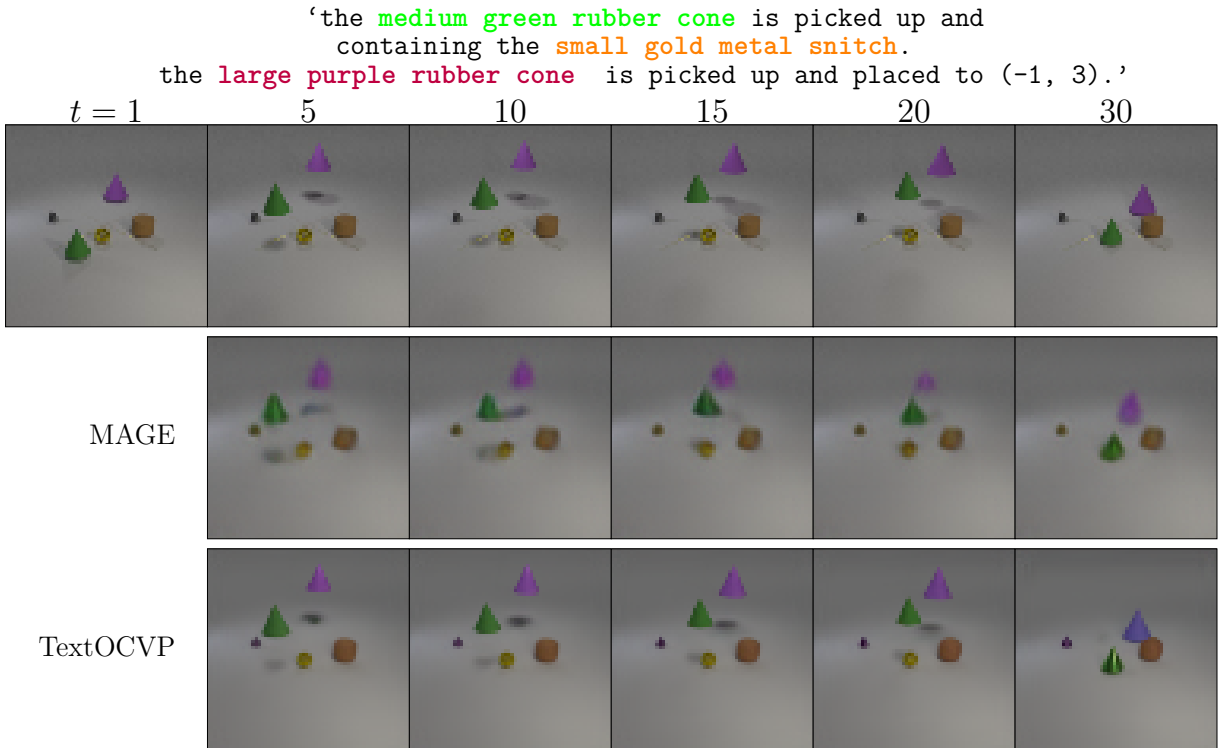 ‘the medium green rubber cone is picked up and
containing the small gold metal snitch.
the large purple rubber cone is picked up and placed to (-1, 3).’
t = 1 5 10 15 20 30
MAGE
TextOCVP